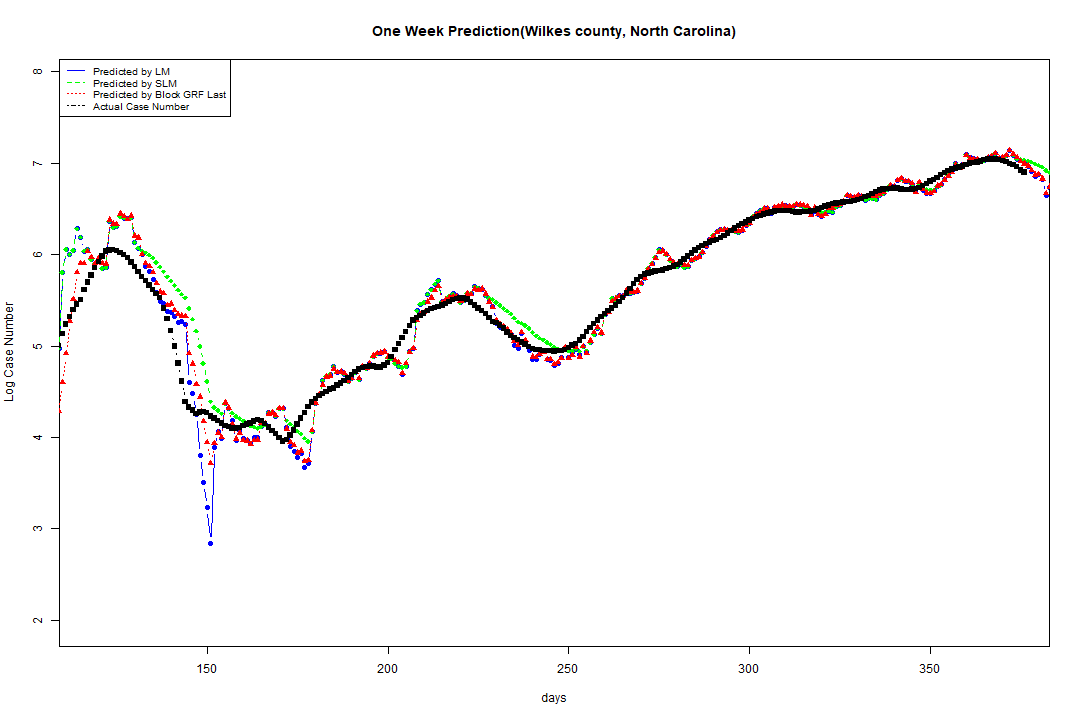 One Week Prediction(Wilkes county, North Carolina)
Predicted by LM
Predicted by SLM
Predicted by Block GRF Last
Actual Case Number
8
7
6
5
4
3
2
Log Case Number
150 200 250 300 350
days